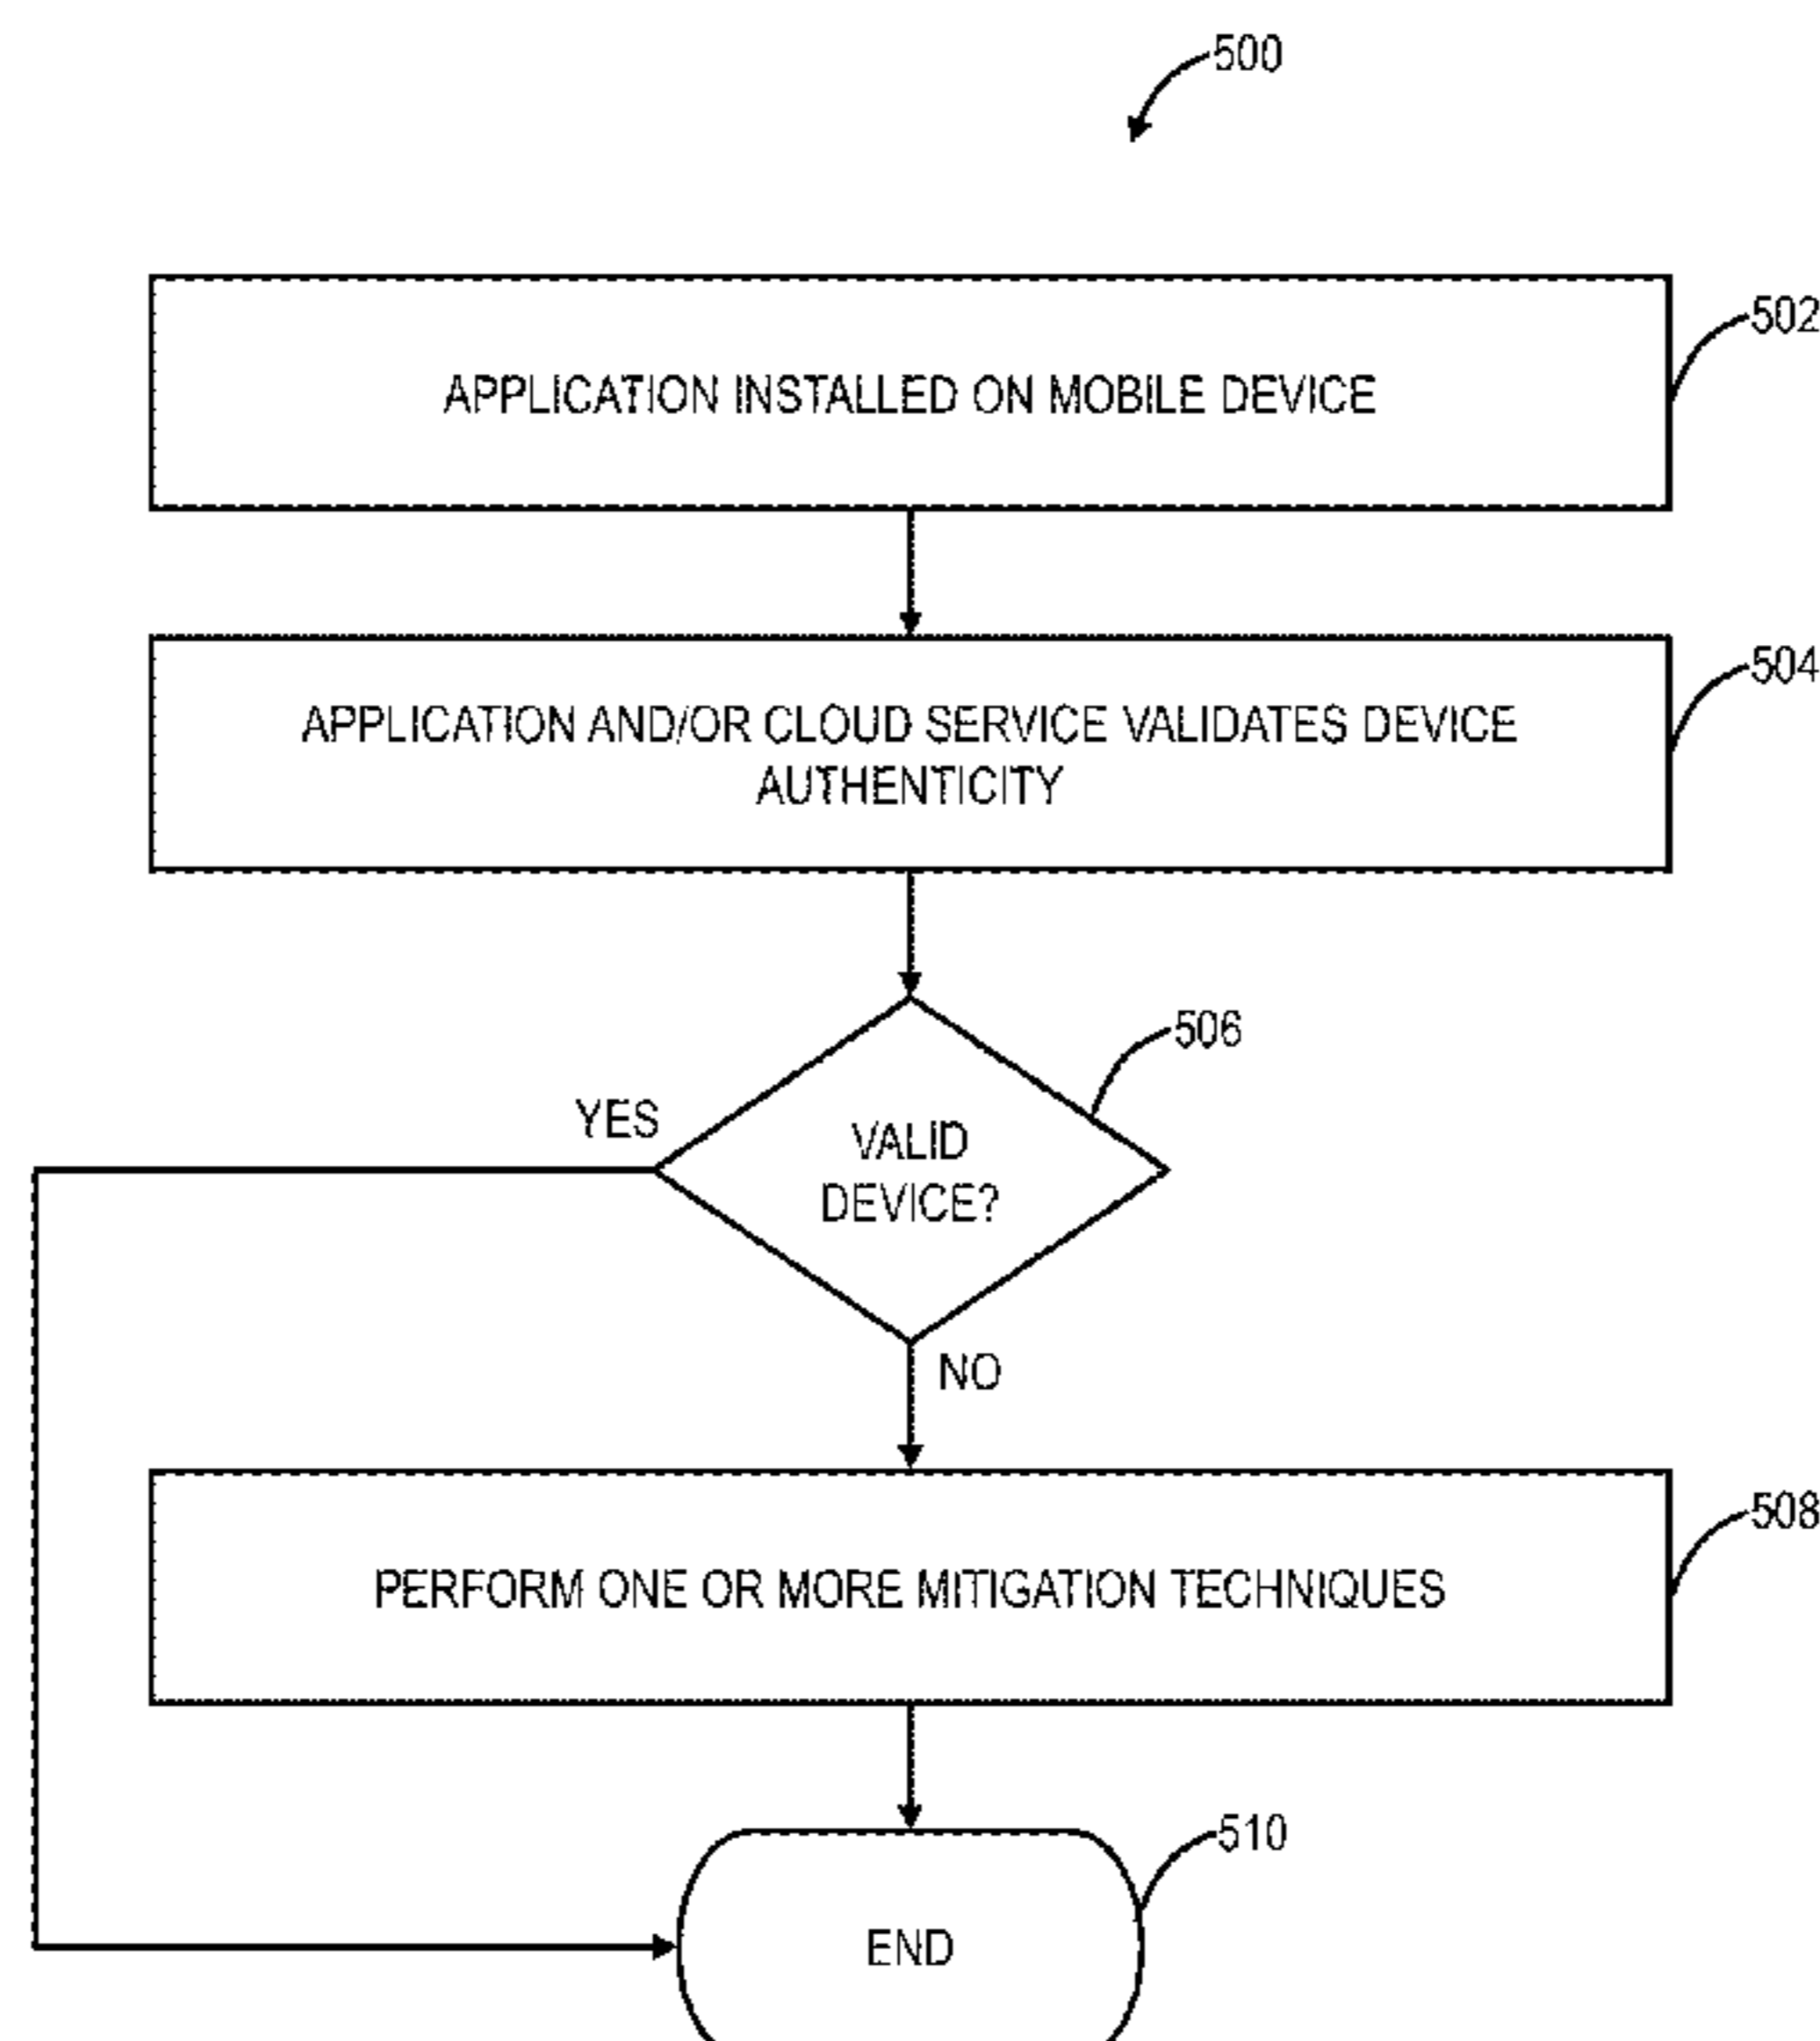 500
502
APPLICATION INSTALLED ON MOBILE DEVICE
504
APPLICATION AND/OR CLOUD SERVICE VALIDATES DEVICE
AUTHENTICITY
506
YES
VALID
DEVICE?
NO
508
PERFORM ONE OR MORE MITIGATION TECHNIQUES
510
END